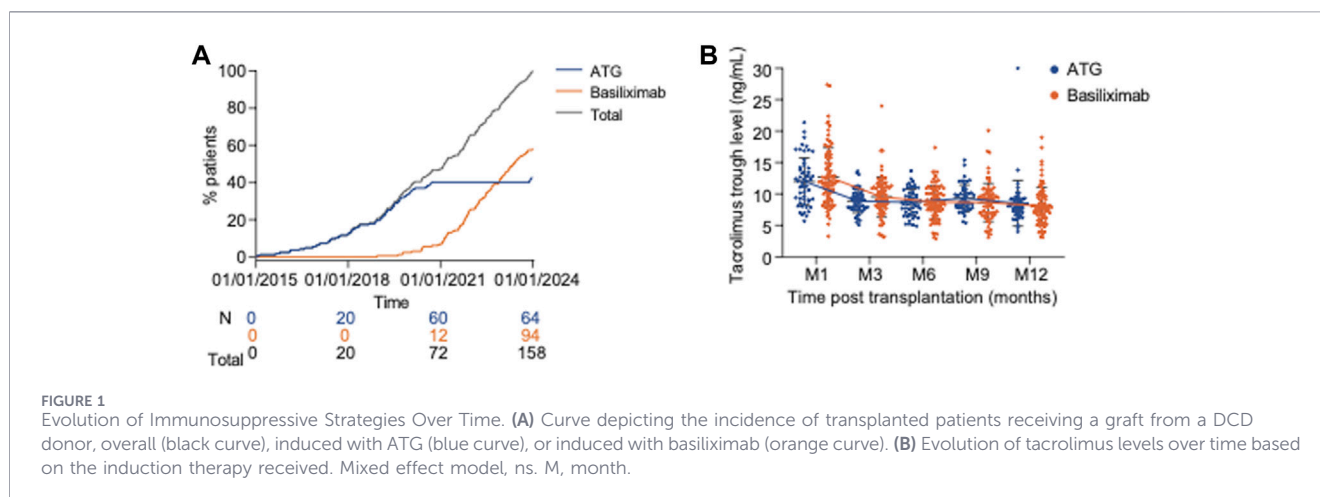 A
100
80
60
40
20
0
% patients
ATG
Basiliximab
Total
01/01/2015 01/01/2018 01/01/2021 01/01/2024
Time
N 0 20 60 64
0 0 12 94
Total 0 20 72 158
B
30
25
20
15
10
5
0
Tacrolimus trough level (ng/mL)
ATG
Basiliximab
M1 M3 M6 M9 M12
Time post transplantation (months)
FIGURE 1
Evolution of Immunosuppressive Strategies Over Time. (A) Curve depicting the incidence of transplanted patients receiving a graft from a DCD
donor, overall (black curve), induced with ATG (blue curve), or induced with basiliximab (orange curve). (B) Evolution of tacrolimus levels over time based
on the induction therapy received. Mixed effect model, ns. M, month.